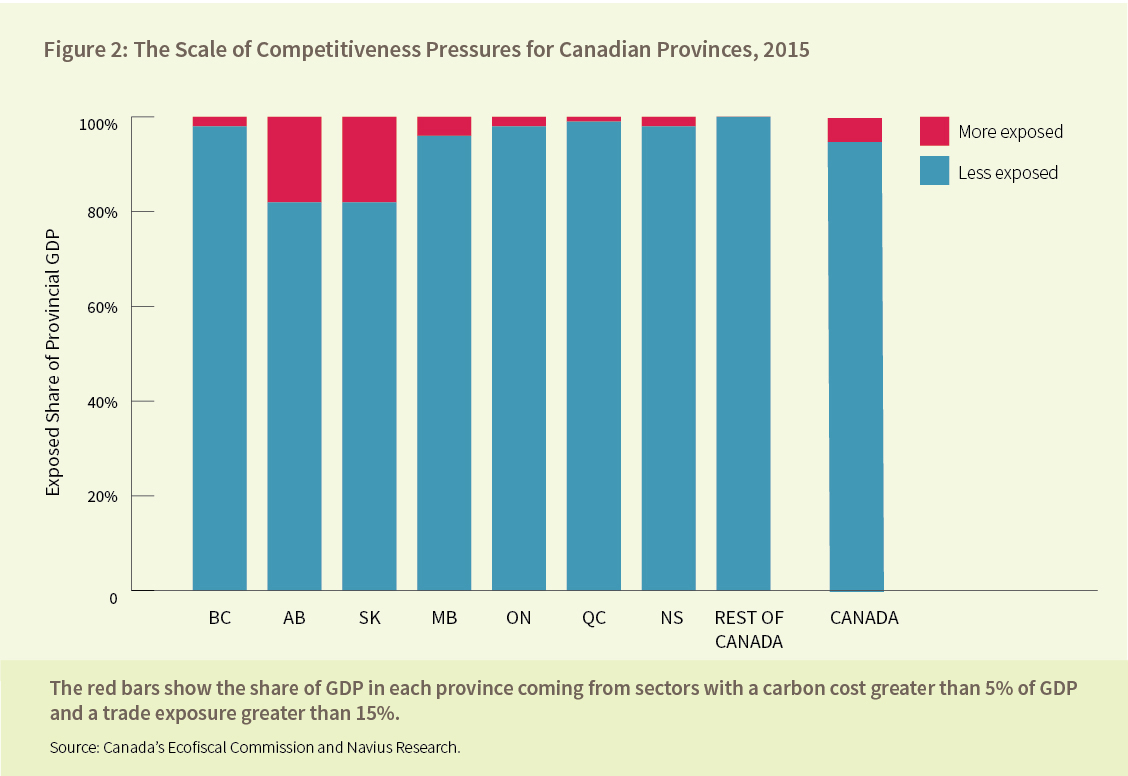 Figure 2: The Scale of Competitiveness Pressures for Canadian Provinces, 2015
Exposed Share of Provincial GDP
100%
80%
60%
40%
20%
0
BC
AB
SK
MB
ON
QC
NS
REST OF
CANADA
CANADA
More exposed
Less exposed
The red bars show the share of GDP in each province coming from sectors with a carbon cost greater than 5% of GDP
and a trade exposure greater than 15%.
Source: Canada’s Ecofiscal Commission and Navius Research.